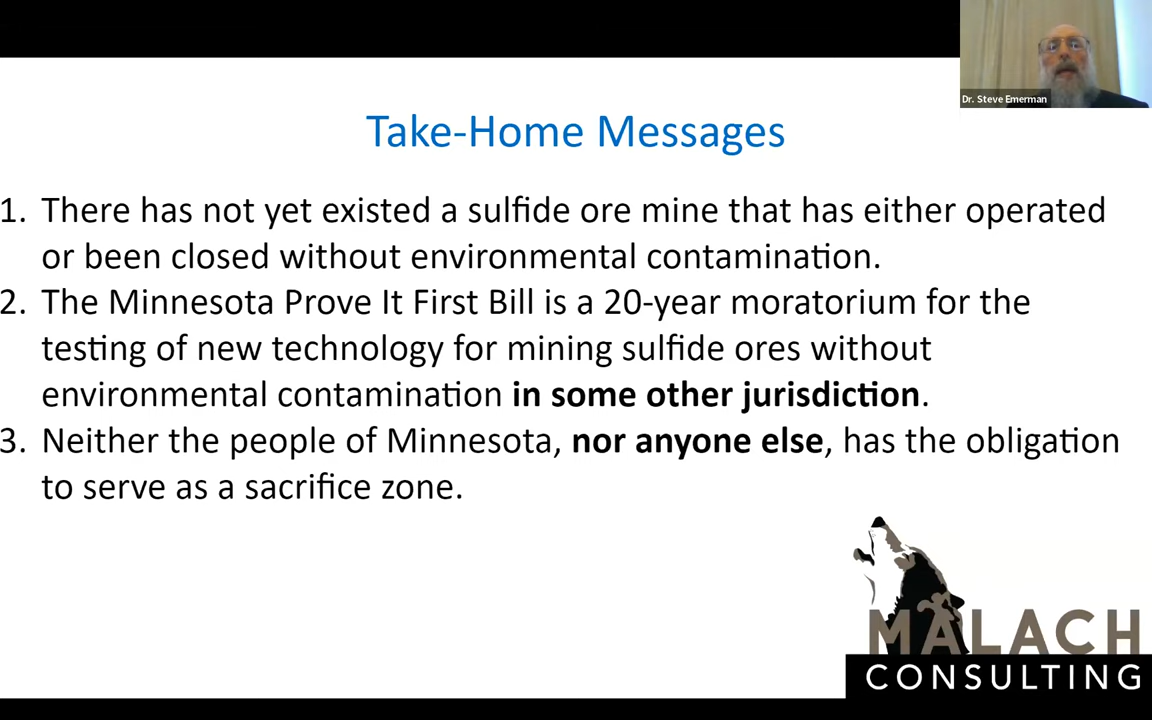 Dr. Steve Emerman
Take-Home Messages
1. There has not yet existed a sulfide ore mine that has either operated
or been closed without environmental contamination.
2. The Minnesota Prove It First Bill is a 20-year moratorium for the
testing of new technology for mining sulfide ores without
environmental contamination in some other jurisdiction.
3. Neither the people of Minnesota, nor anyone else, has the obligation
to serve as a sacrifice zone.
MALACH
CONSULTING